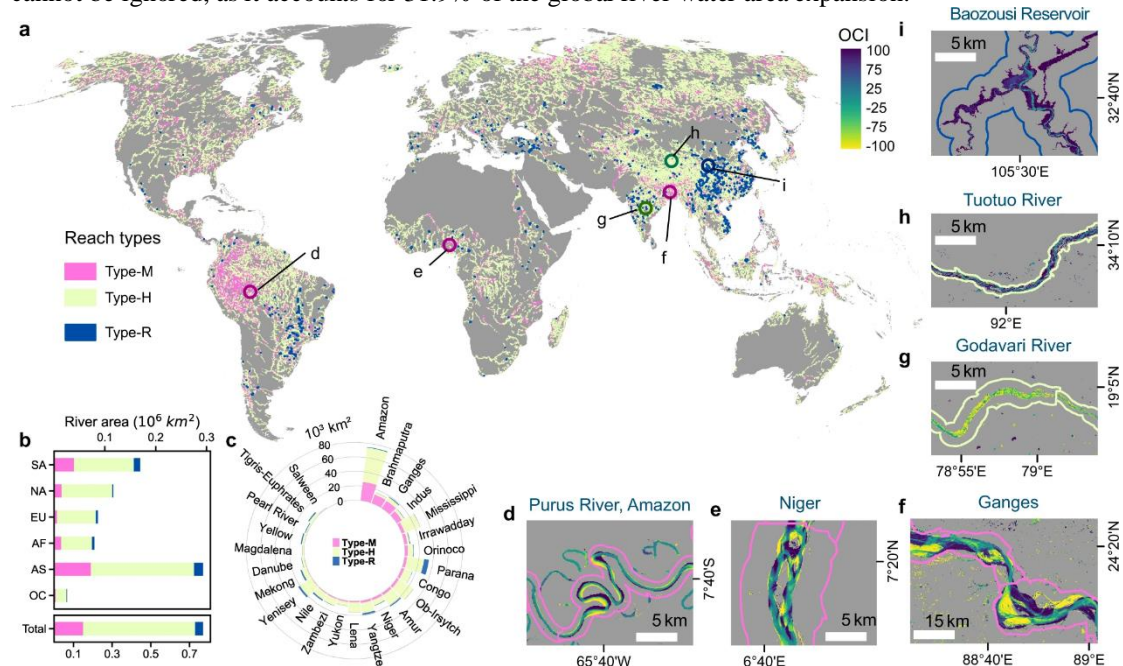 cannot be ignored, as it accounts for 31.9% of the global river water area expansion.
a
OCI
100
75
25
-25
-75
-100
h
i
g
f
e
d
Reach types
Type-M
Type-H
Type-R
i
Baozousi Reservoir
5 km
32°40'N
105°30'E
h
Tuotuo River
5 km
34°10'N
92°E
g
Godavari River
5 km
19°5'N
78°55'E
79°E
b
River area (10⁶ km²)
0
0.1
0.2
0.3
SA
NA
EU
AF
AS
OC
Total
0.1
0.3
0.5
0.7
c
10³ km²
80
60
40
20
0
Amazon
Brahmaputra
Ganges
Indus
Mississippi
Irrawadday
Orinoco
Parana
Congo
Ob-Irsytch
Amur
Niger
Yangtze
Lena
Yukon
Zambezi
Nile
Yenisey
Mekong
Danube
Magdalena
Yellow
Pearl River
Tigris-Euphrates
Salween
Type-M
Type-H
Type-R
d
Purus River, Amazon
5 km
7°40'S
65°40'W
e
Niger
5 km
7°20'N
6°40'E
f
Ganges
15 km
24°20'N
88°40'E
89°E